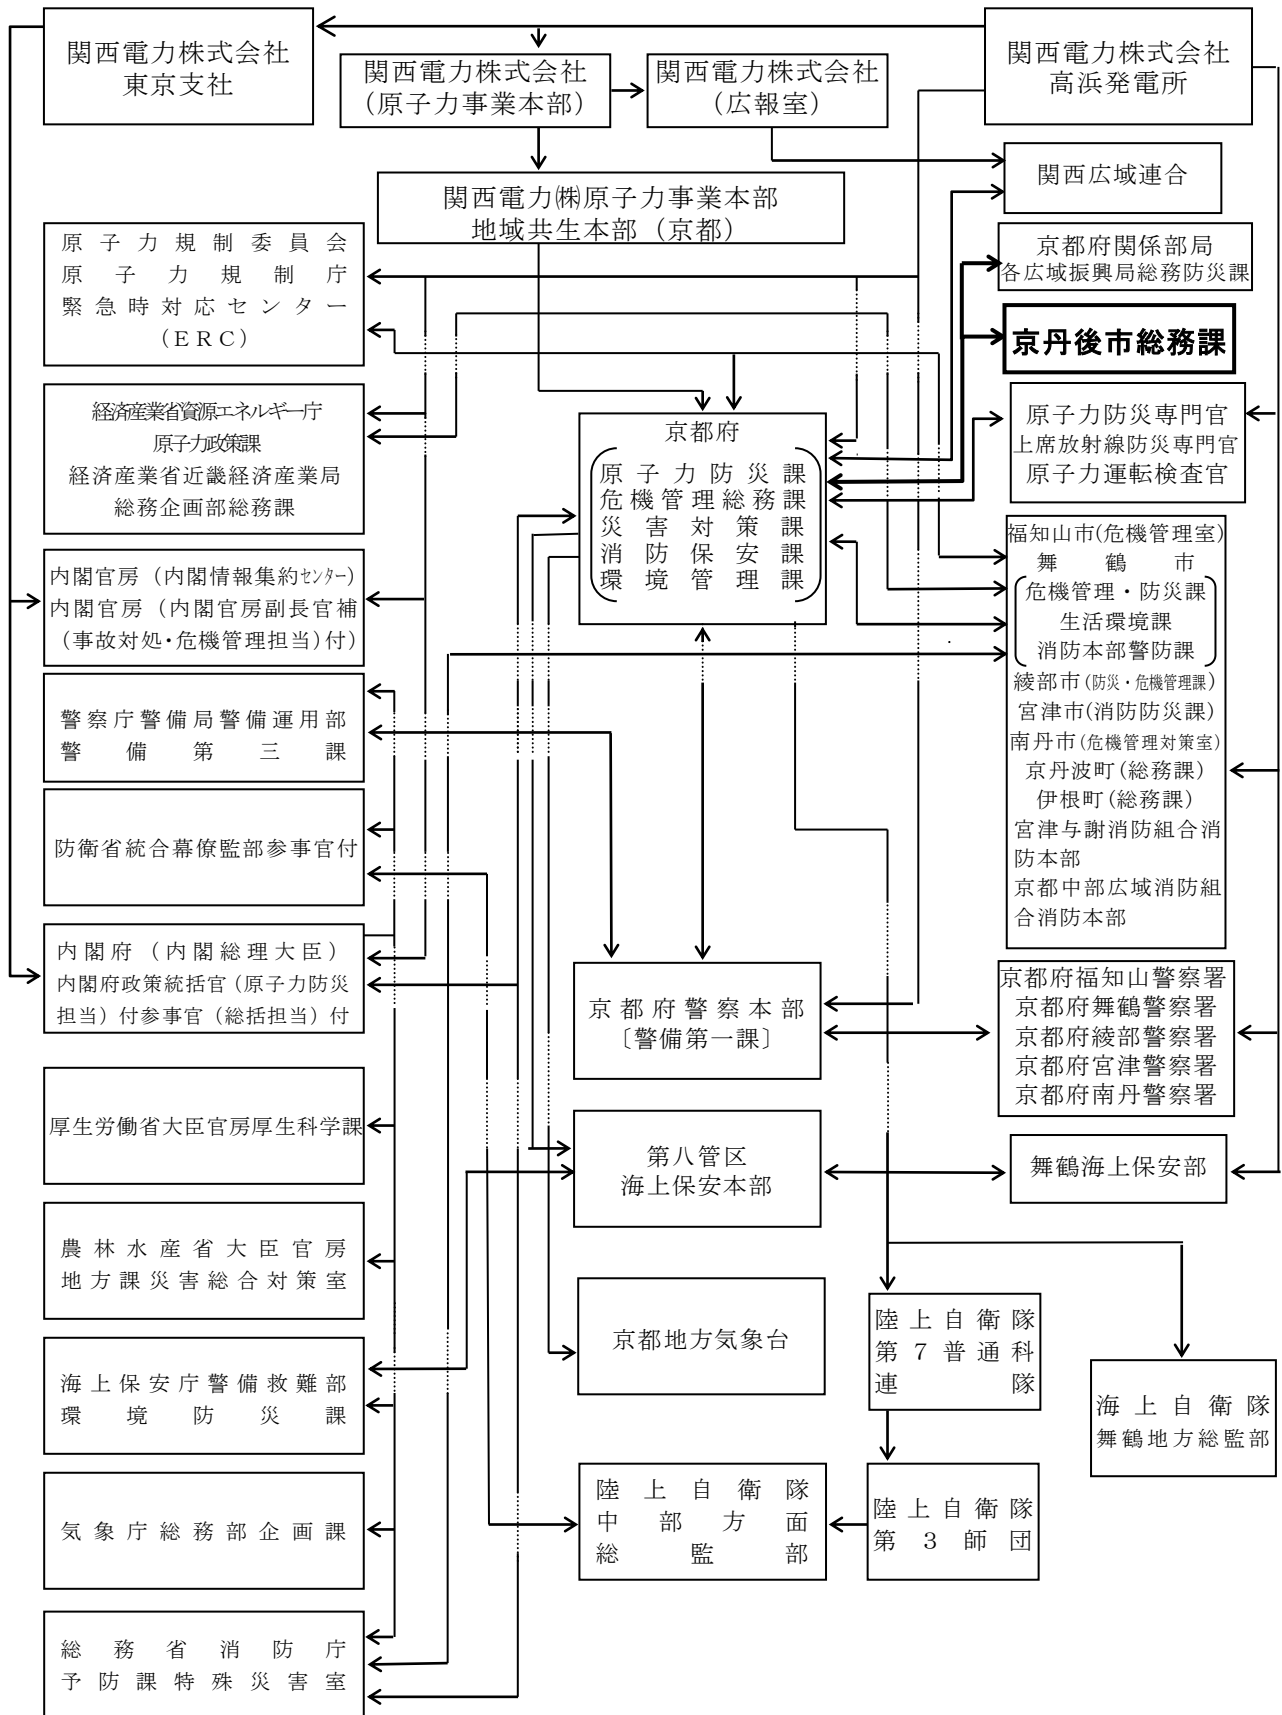 関西電力株式会社
東京支社
関西電力株式会社
(原子力事業本部)
関西電力株式会社
(広報室)
関西電力株式会社
高浜発電所
関西広域連合
関西電力㈱原子力事業本部
地域共生本部（京都）
原子力規制委員会
原子力規制庁
緊急時対応センター
（ＥＲＣ）
京都府関係部局
各広域振興局総務防災課
京丹後市総務課
経済産業省資源エネルギー庁
原子力政策課
経済産業省近畿経済産業局
総務企画部総務課
京都府
原子力防災課
危機管理総務課
災害対策課
消防保安課
環境管理課
原子力防災専門官
上席放射線防災専門官
原子力運転検査官
内閣官房（内閣情報集約センター）
内閣官房（内閣官房副長官補
（事故対処・危機管理担当）付）
福知山市(危機管理室)
舞鶴市
危機管理・防災課
生活環境課
消防本部警防課
綾部市(防災・危機管理課)
宮津市(消防防災課)
南丹市(危機管理対策室)
京丹波町(総務課)
伊根町(総務課)
宮津与謝消防組合消
防本部
京都中部広域消防組
合消防本部
警察庁警備局警備運用部
警備第三課
防衛省統合幕僚監部参事官付
内閣府（内閣総理大臣）
内閣府政策統括官（原子力防災
担当）付参事官（総括担当）付
京都府警察本部
〔警備第一課〕
京都府福知山警察署
京都府舞鶴警察署
京都府綾部警察署
京都府宮津警察署
京都府南丹警察署
厚生労働省大臣官房厚生科学課
第八管区
海上保安本部
舞鶴海上保安部
農林水産省大臣官房
地方課災害総合対策室
京都地方気象台
陸上自衛隊
第７普通科
連隊
海上保安庁警備救難部
環境防災課
海上自衛隊
舞鶴地方総監部
気象庁総務部企画課
陸上自衛隊
中部方面
総監部
陸上自衛隊
第３師団
総務省消防庁
予防課特殊災害室